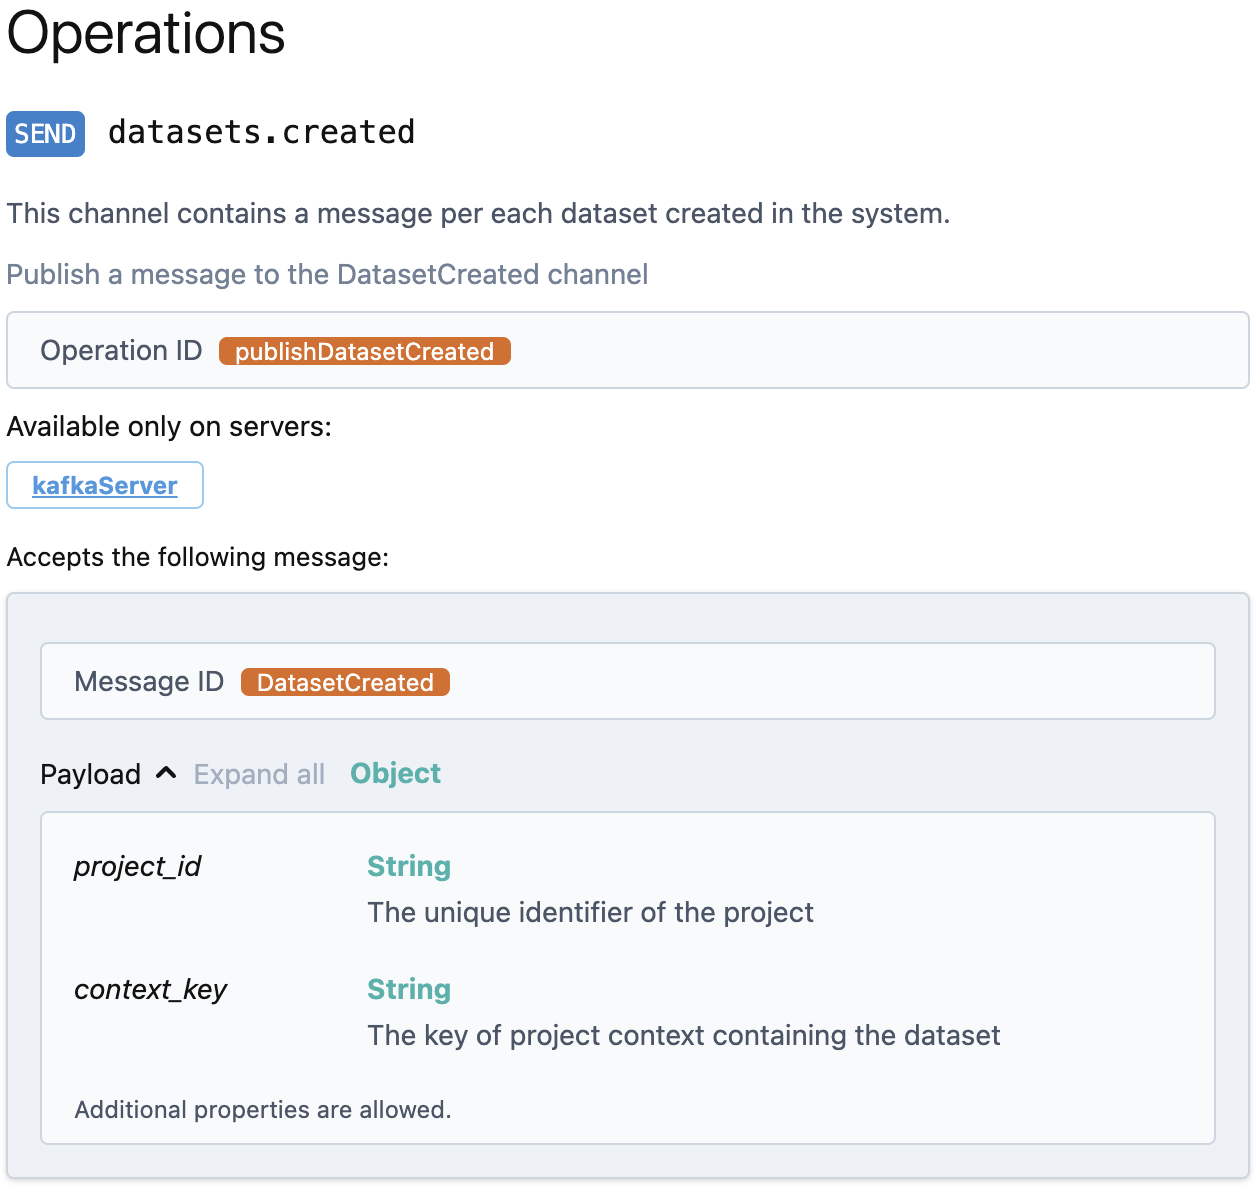 Operations
SEND datasets.created
This channel contains a message per each dataset created in the system.
Publish a message to the DatasetCreated channel
Operation ID publishDatasetCreated
Available only on servers:
kafkaServer
Accepts the following message:
Message ID DatasetCreated
Payload Expand all Object
project_id String
The unique identifier of the project
context_key String
The key of project context containing the dataset
Additional properties are allowed.